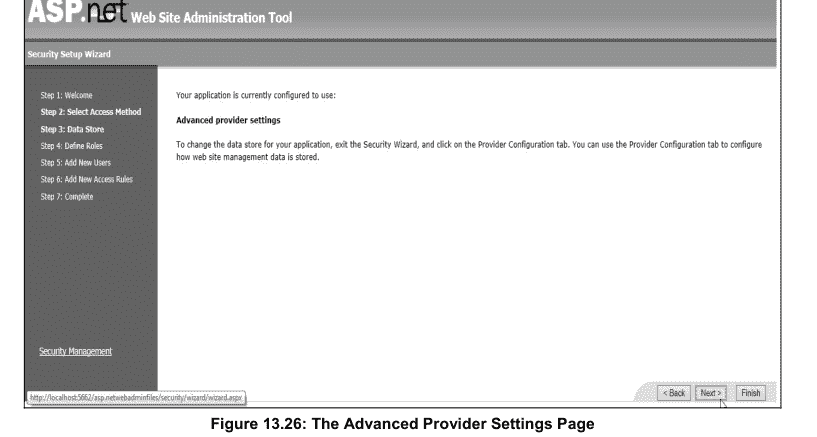 ASP.net Web Site Administration Tool
Security Setup Wizard
Step 1: Welcome
Step 2: Select Access Method
Step 3: Data Store
Step 4: Define Roles
Step 5: Add New Users
Step 6: Add New Access Rules
Step 7: Complete
Security Management
Your application is currently configured to use:
Advanced provider settings
To change the data store for your application, exit the Security Wizard, and click on the Provider Configuration tab. You can use the Provider Configuration tab to configure
how web site management data is stored.
http://localhost:5662/asp.netwebadminfiles/security/wizard/wizard.aspx
< Back Next > Finish
Figure 13.26: The Advanced Provider Settings Page